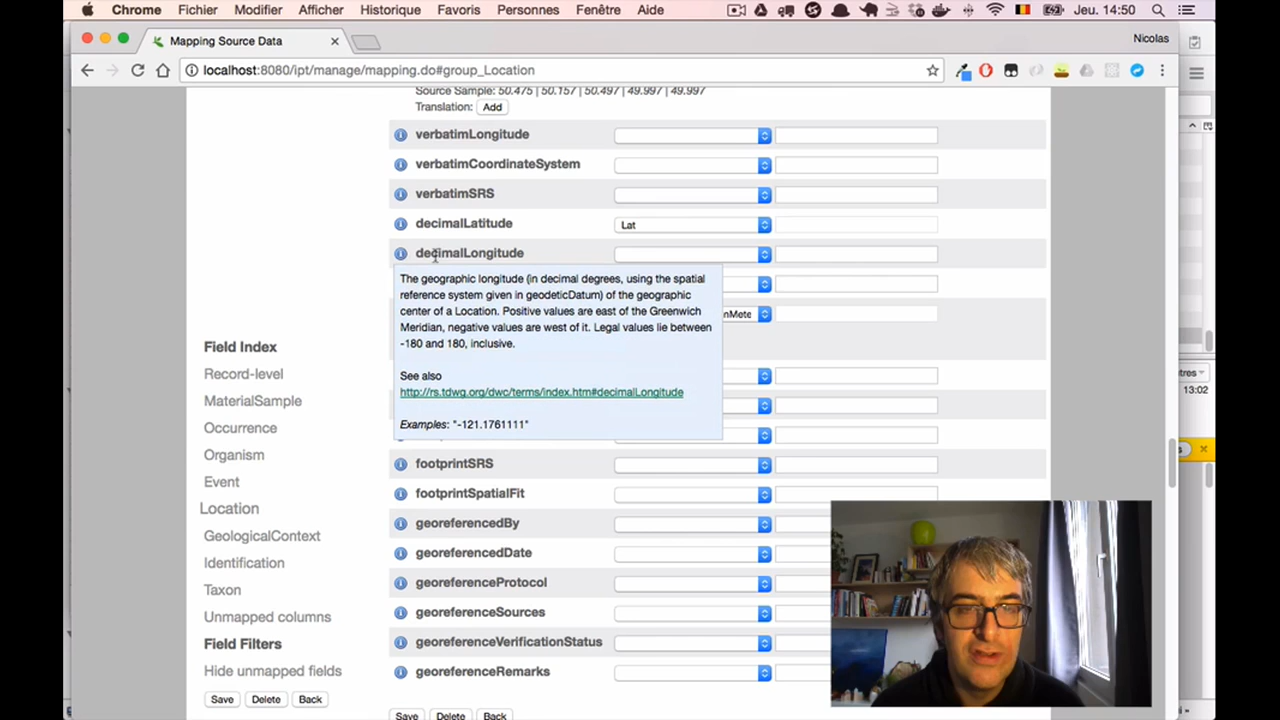 Chrome Fichier Modifier Afficher Historique Favoris Personnes Fenêtre Aide Jeu. 14:50
Mapping Source Data
Nicolas
localhost:8080/ipt/manage/mapping.do#group_Location
Source Sample: 50.475 | 50.157 | 50.497 | 49.997 | 49.997
Translation: Add
verbatimLongitude
verbatimCoordinateSystem
verbatimSRS
decimalLatitude Lat
decimalLongitude
The geographic longitude (in decimal degrees, using the spatial
reference system given in geodeticDatum) of the geographic
center of a Location. Positive values are east of the Greenwich
Meridian, negative values are west of it. Legal values lie between
-180 and 180, inclusive.
See also
http://rs.tdwg.org/dwc/terms/index.htm#decimalLongitude
Examples: "-121.1761111"
nMete
footprintSRS
footprintSpatialFit
georeferencedBy
georeferencedDate
georeferenceProtocol
georeferenceSources
georeferenceVerificationStatus
georeferenceRemarks
Save Delete Back
Field Index
Record-level
MaterialSample
Occurrence
Organism
Event
Location
GeologicalContext
Identification
Taxon
Unmapped columns
Field Filters
Hide unmapped fields
Save Delete Back
13:02